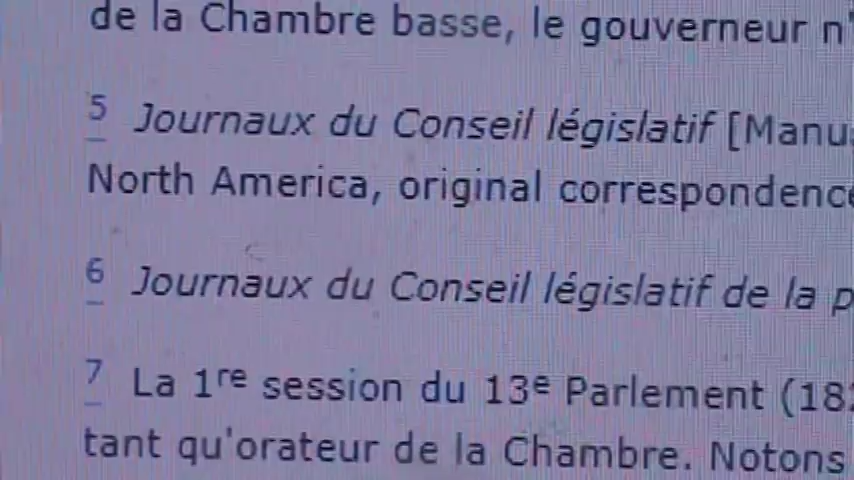 de la Chambre basse, le gouverneur n'
5 Journaux du Conseil législatif [Manu
North America, original correspondence
6 Journaux du Conseil législatif de la p
7 La 1re session du 13e Parlement (182
tant qu'orateur de la Chambre. Notons